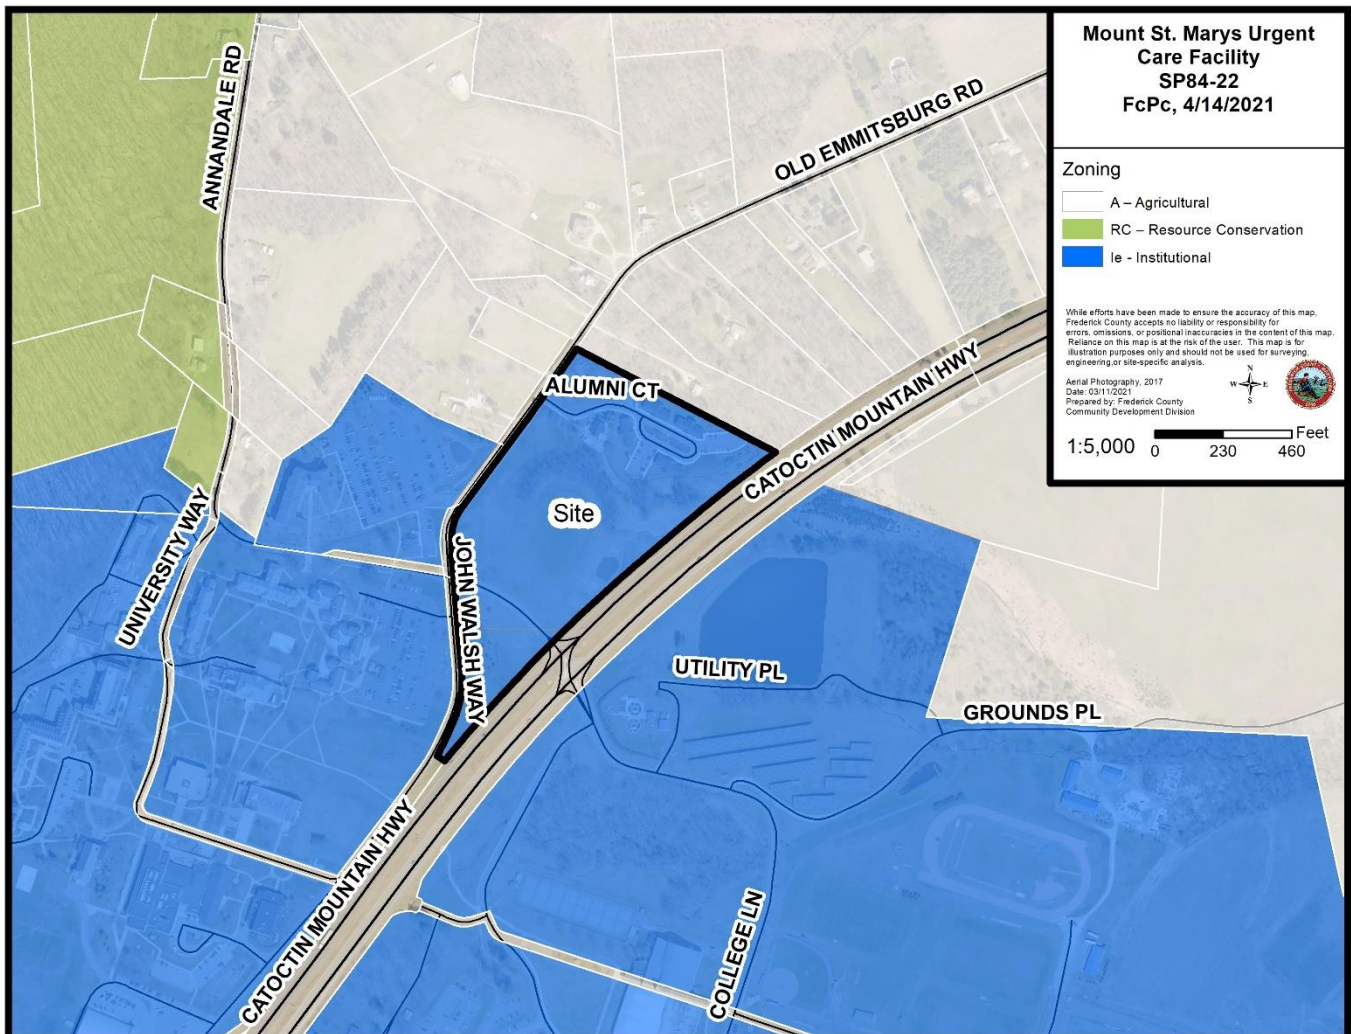 Mount St. Marys Urgent
Care Facility
SP84-22
FcPc, 4/14/2021
Zoning
A – Agricultural
RC – Resource Conservation
Ie - Institutional
While efforts have been made to ensure the accuracy of this map,
Frederick County accepts no liability or responsibility for
errors, omissions, or positional inaccuracies in the content of this map.
Reliance on this map is at the risk of the user. This map is for
illustration purposes only and should not be used for surveying,
engineering,or site-specific analysis.
Aerial Photography, 2017
Date: 03/11/2021
Prepared by: Frederick County
Community Development Division
N
W E
S
1:5,000
Feet
0 230 460
ANNANDALE RD
OLD EMMITSBURG RD
ALUMNI CT
CATOCTIN MOUNTAIN HWY
Site
UNIVERSITY WAY
JOHN WALSH WAY
UTILITY PL
GROUNDS PL
CATOCTIN MOUNTAIN HWY
COLLEGE LN